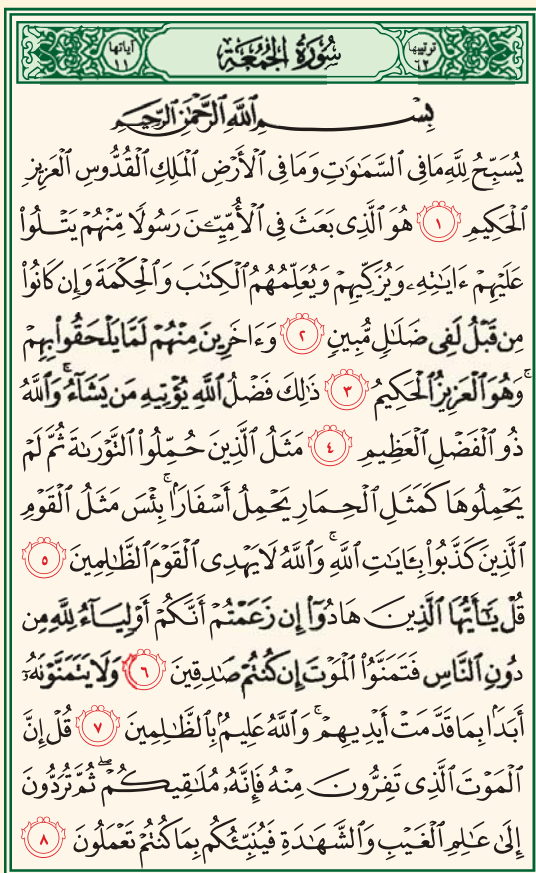 ترتيبها ٦٢ سُورَةُ الجُمُعَةِ آياتها ١١
بِسْمِ ٱللَّهِ ٱلرَّحْمَٰنِ ٱلرَّحِيمِ
يُسَبِّحُ لِلَّهِ مَا فِى ٱلسَّمَٰوَٰتِ وَمَا فِى ٱلْأَرْضِ ٱلْمَلِكِ ٱلْقُدُّوسِ ٱلْعَزِيزِ
ٱلْحَكِيمِ ١ هُوَ ٱلَّذِى بَعَثَ فِى ٱلْأُمِّيِّۦنَ رَسُولًا مِّنْهُمْ يَتْلُوا۟
عَلَيْهِمْ ءَايَٰتِهِۦ وَيُزَكِّيهِمْ وَيُعَلِّمُهُمُ ٱلْكِتَٰبَ وَٱلْحِكْمَةَ وَإِن كَانُوا۟
مِن قَبْلُ لَفِى ضَلَٰلٍ مُّبِينٍ ٢ وَءَاخَرِينَ مِنْهُمْ لَمَّا يَلْحَقُوا۟ بِهِمْ
ۚ وَهُوَ ٱلْعَزِيزُ ٱلْحَكِيمُ ٣ ذَٰلِكَ فَضْلُ ٱللَّهِ يُؤْتِيهِ مَن يَشَآءُ ۚ وَٱللَّهُ
ذُو ٱلْفَضْلِ ٱلْعَظِيمِ ٤ مَثَلُ ٱلَّذِينَ حُمِّلُوا۟ ٱلتَّوْرَىٰةَ ثُمَّ لَمْ
يَحْمِلُوهَا كَمَثَلِ ٱلْحِمَارِ يَحْمِلُ أَسْفَارًۢا ۚ بِئْسَ مَثَلُ ٱلْقَوْمِ
ٱلَّذِينَ كَذَّبُوا۟ بِـَٔايَٰتِ ٱللَّهِ ۚ وَٱللَّهُ لَا يَهْدِى ٱلْقَوْمَ ٱلظَّٰلِمِينَ ٥
قُلْ يَٰٓأَيُّهَا ٱلَّذِينَ هَادُوٓا۟ إِن زَعَمْتُمْ أَنَّكُمْ أَوْلِيَآءُ لِلَّهِ مِن
دُونِ ٱلنَّاسِ فَتَمَنَّوُا۟ ٱلْمَوْتَ إِن كُنتُمْ صَٰدِقِينَ ٦ وَلَا يَتَمَنَّوْنَهُۥٓ
أَبَدًۢا بِمَا قَدَّمَتْ أَيْدِيهِمْ ۚ وَٱللَّهُ عَلِيمٌۢ بِٱلظَّٰلِمِينَ ٧ قُلْ إِنَّ
ٱلْمَوْتَ ٱلَّذِى تَفِرُّونَ مِنْهُ فَإِنَّهُۥ مُلَٰقِيكُمْ ۖ ثُمَّ تُرَدُّونَ
إِلَىٰ عَٰلِمِ ٱلْغَيْبِ وَٱلشَّهَٰدَةِ فَيُنَبِّئُكُم بِمَا كُنتُمْ تَعْمَلُونَ ٨